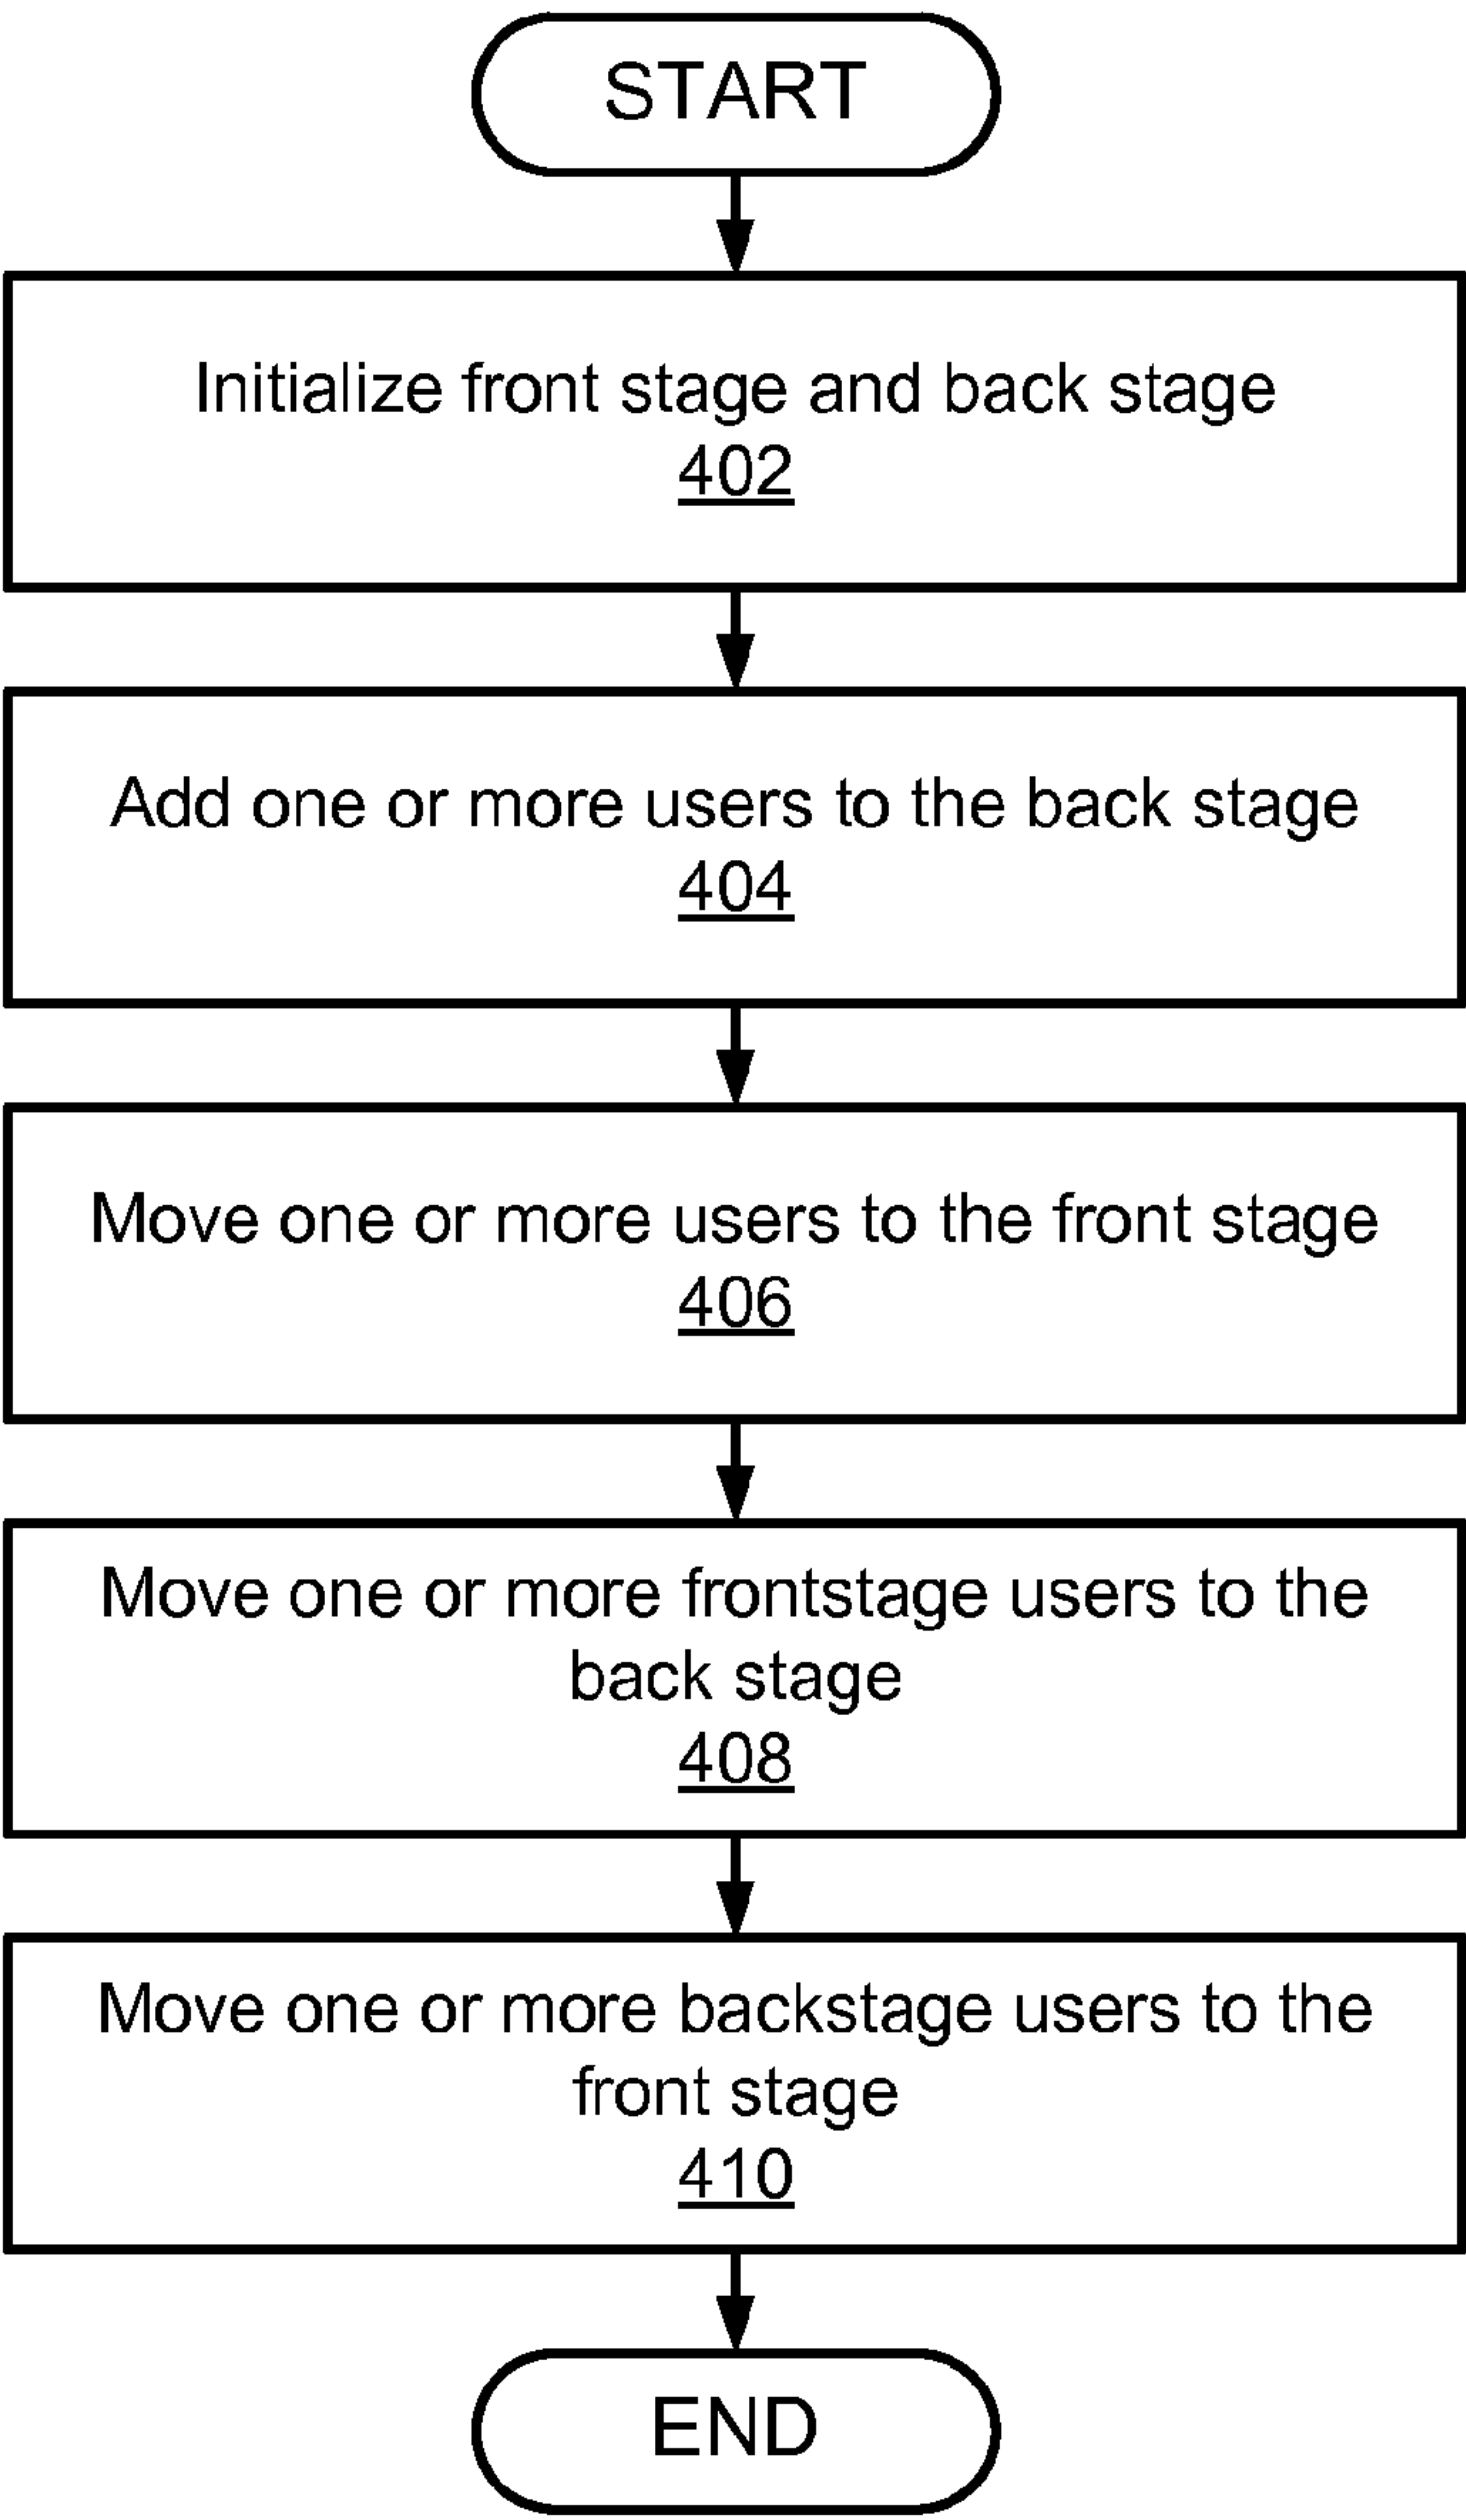 START
Initialize front stage and back stage
402
Add one or more users to the back stage
404
Move one or more users to the front stage
406
Move one or more frontstage users to the
back stage
408
Move one or more backstage users to the
front stage
410
END